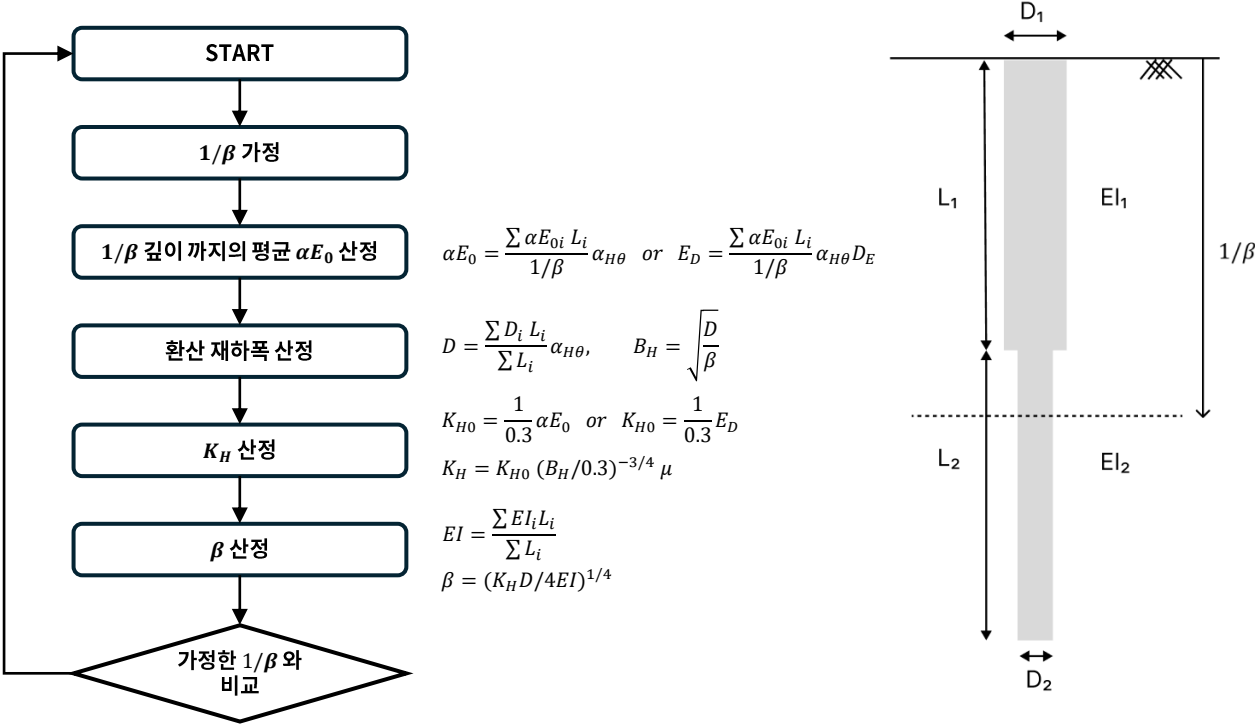 START
1/β 가정
1/β 깊이 까지의 평균 αE₀ 산정
αE₀ = (∑ αE₀ᵢ Lᵢ)/(1/β) α_Hθ or E_D = (∑ αE₀ᵢ Lᵢ)/(1/β) α_Hθ D_E
환산 재하폭 산정
D = (∑ Dᵢ Lᵢ)/(∑ Lᵢ) α_Hθ, B_H = √(D/β)
K_H 산정
K_H0 = 1/0.3 αE₀ or K_H0 = 1/0.3 E_D
K_H = K_H0 (B_H/0.3)^(−3/4) μ
β 산정
EI = (∑ EIᵢLᵢ)/(∑ Lᵢ)
β = (K_H D/4EI)^(1/4)
가정한 1/β 와
비교
D₁
L₁
EI₁
1/β
L₂
EI₂
D₂